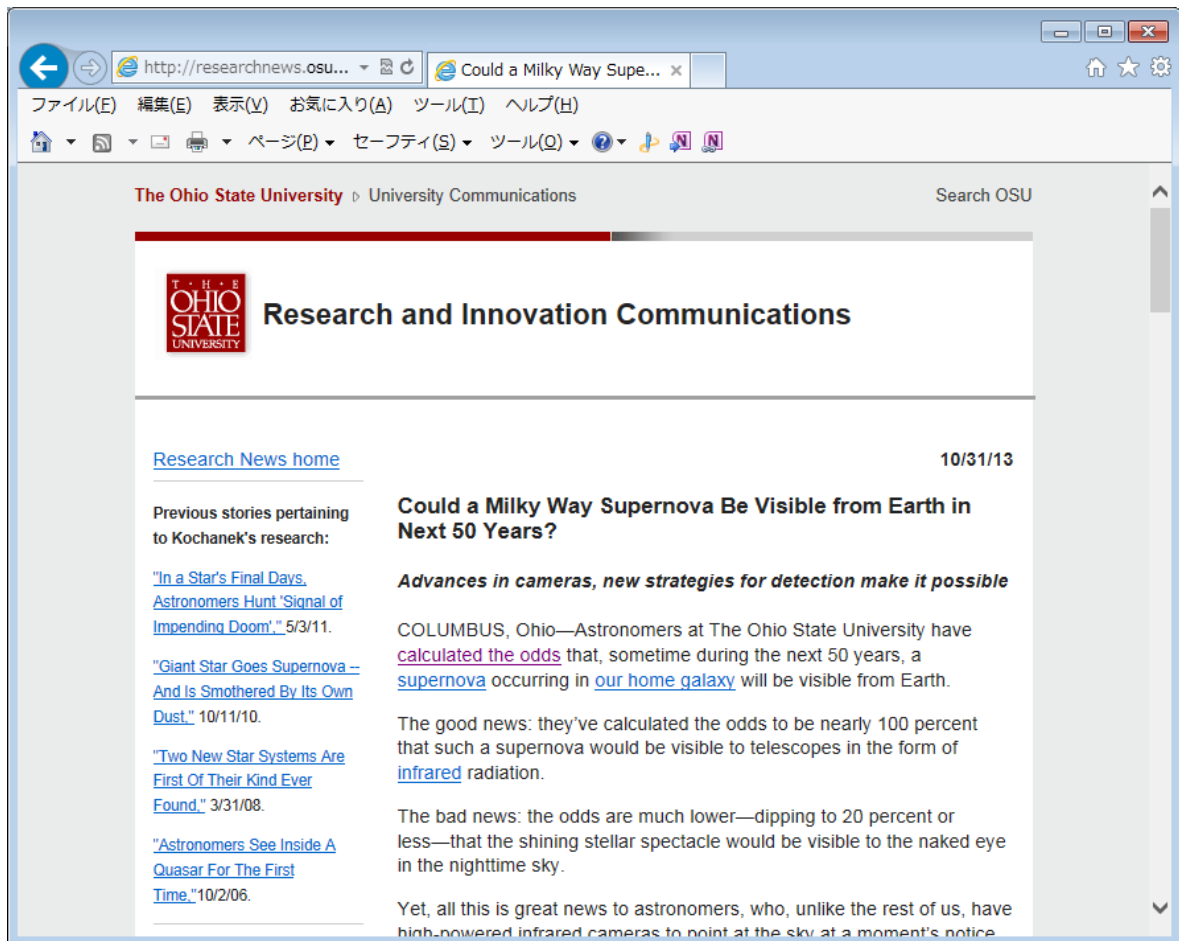 http://researchnews.osu...
Could a Milky Way Supe...
ファイル(F) 編集(E) 表示(V) お気に入り(A) ツール(T) ヘルプ(H)
ページ(P) セーフティ(S) ツール(O)
The Ohio State University University Communications Search OSU
T · H · E
OHIO
STATE
UNIVERSITY
Research and Innovation Communications
Research News home
Previous stories pertaining
to Kochanek's research:
"In a Star's Final Days,
Astronomers Hunt 'Signal of
Impending Doom'," 5/3/11.
"Giant Star Goes Supernova --
And Is Smothered By Its Own
Dust," 10/11/10.
"Two New Star Systems Are
First Of Their Kind Ever
Found," 3/31/08.
"Astronomers See Inside A
Quasar For The First
Time,"10/2/06.
10/31/13
Could a Milky Way Supernova Be Visible from Earth in
Next 50 Years?
Advances in cameras, new strategies for detection make it possible
COLUMBUS, Ohio—Astronomers at The Ohio State University have
calculated the odds that, sometime during the next 50 years, a
supernova occurring in our home galaxy will be visible from Earth.
The good news: they've calculated the odds to be nearly 100 percent
that such a supernova would be visible to telescopes in the form of
infrared radiation.
The bad news: the odds are much lower—dipping to 20 percent or
less—that the shining stellar spectacle would be visible to the naked eye
in the nighttime sky.
Yet, all this is great news to astronomers, who, unlike the rest of us, have
high-powered infrared cameras to point at the sky at a moment's notice